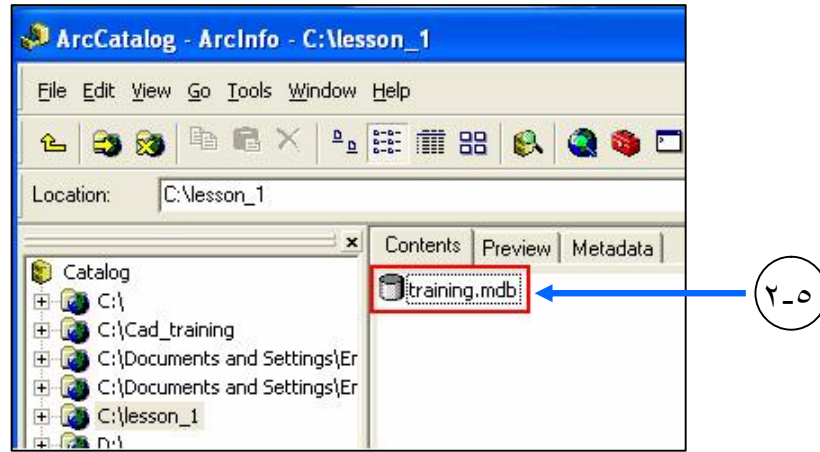 ArcCatalog - ArcInfo - C:\lesson_1
File Edit View Go Tools Window Help
Location: C:\lesson_1
Contents Preview Metadata
Catalog
C:\
C:\Cad_training
C:\Documents and Settings\Er
C:\Documents and Settings\Er
C:\lesson_1
D:\
training.mdb
٢-٥